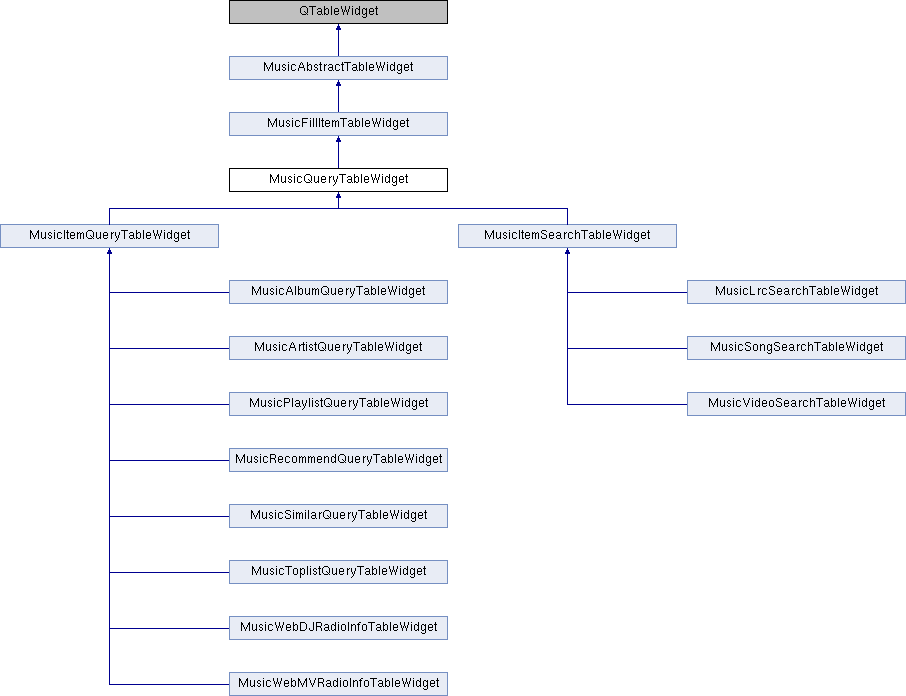 QTableWidget
MusicAbstractTableWidget
MusicFillItemTableWidget
MusicQueryTableWidget
MusicItemQueryTableWidget
MusicItemSearchTableWidget
MusicAlbumQueryTableWidget
MusicLrcSearchTableWidget
MusicArtistQueryTableWidget
MusicSongSearchTableWidget
MusicPlaylistQueryTableWidget
MusicVideoSearchTableWidget
MusicRecommendQueryTableWidget
MusicSimilarQueryTableWidget
MusicToplistQueryTableWidget
MusicWebDJRadioInfoTableWidget
MusicWebMVRadioInfoTableWidget